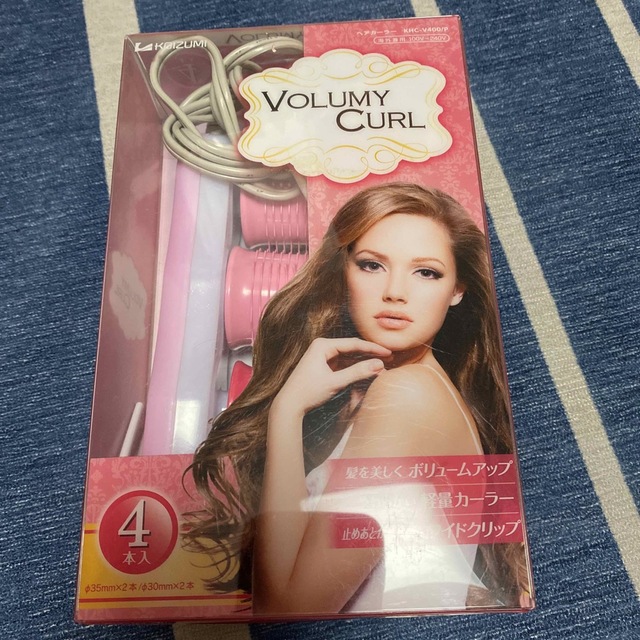 KOIZUMI
ヘアカーラー KHC-V400/P
海外兼用 100V~240V
VOLUMY
CURL
髪を美しく ボリュームアップ
軽量カーラー
止めあとが イドクリップ
4
本入
φ35mm×2本/φ30mm×2本